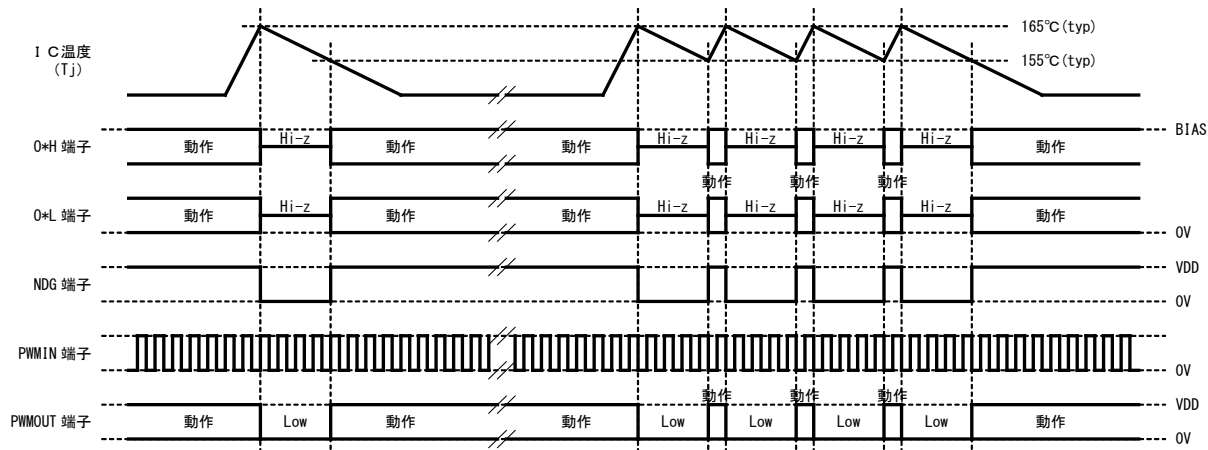 165℃(typ)
ＩＣ温度
(Tj)
155℃(typ)
BIAS
O*H 端子
動作
Hi-z
動作
動作
Hi-z
Hi-z
Hi-z
Hi-z
動作
動作
動作
動作
O*L 端子
動作
Hi-z
動作
動作
Hi-z
Hi-z
Hi-z
Hi-z
動作
0V
VDD
NDG 端子
0V
PWMIN 端子
0V
動作
動作
動作
VDD
PWMOUT 端子
動作
Low
動作
動作
Low
Low
Low
Low
動作
0V